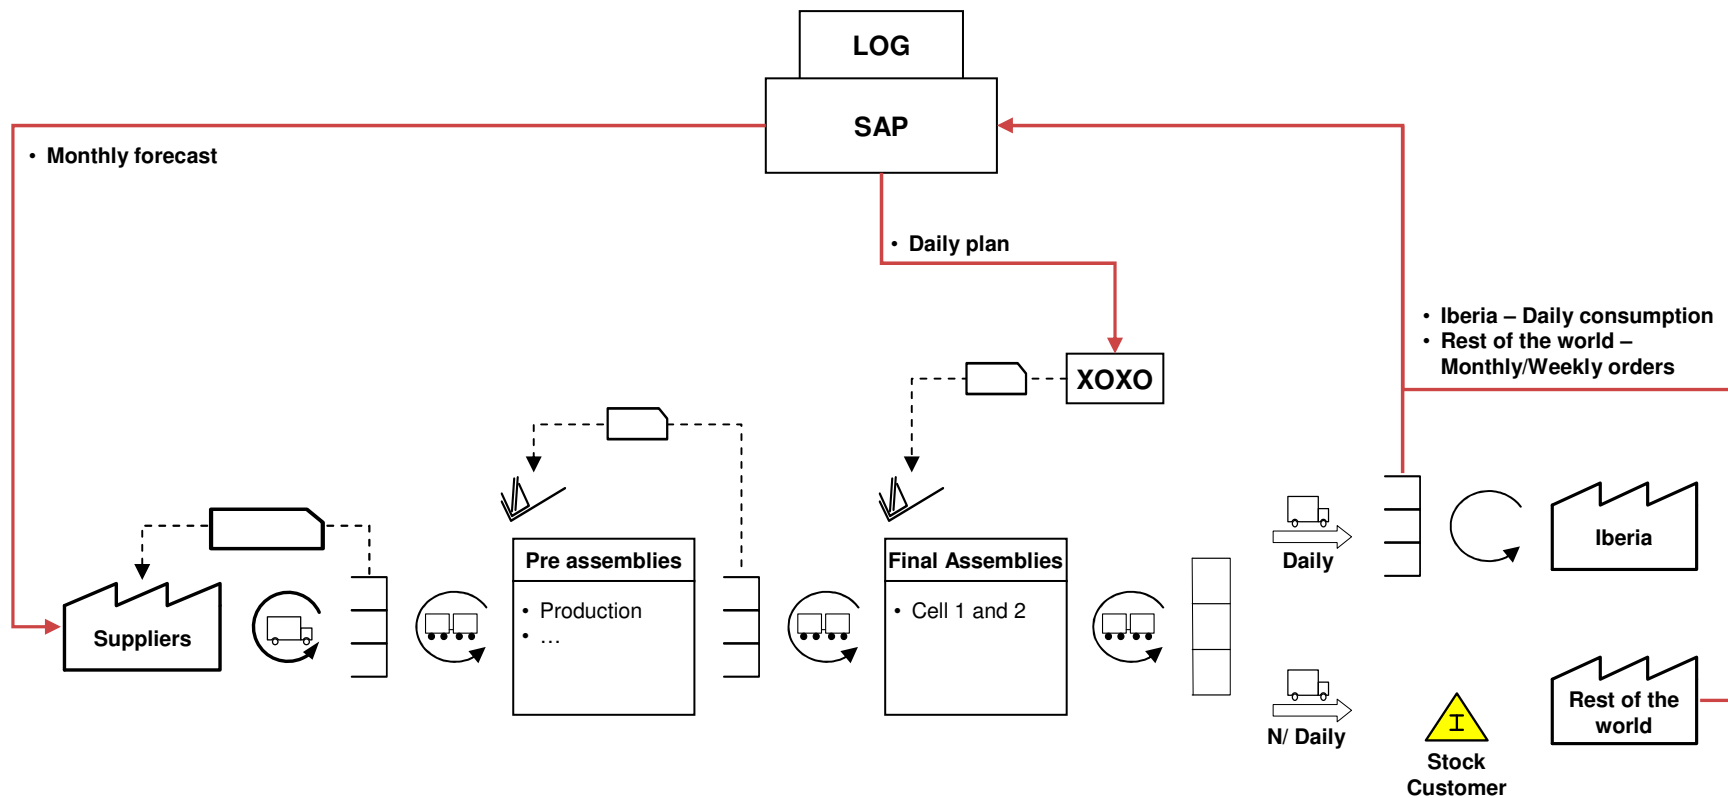 LOG
SAP
• Monthly forecast
• Daily plan
• Iberia – Daily consumption
• Rest of the world –
Monthly/Weekly orders
XOXO
Pre assemblies
• Production
• ...
Final Assemblies
• Cell 1 and 2
Suppliers
Daily
Iberia
N/ Daily
I
Stock
Customer
Rest of the
world